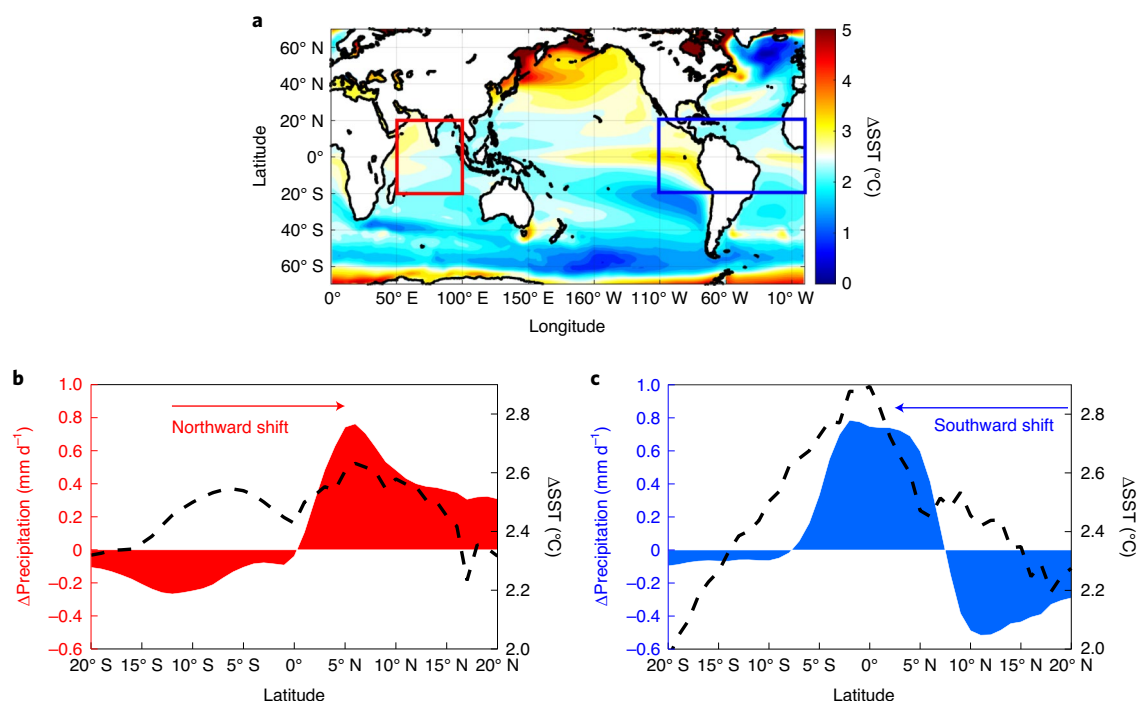 a
60° N
40° N
20° N
0°
20° S
40° S
60° S
Latitude
0°
50° E
100° E
150° E
160° W
110° W
60° W
10° W
Longitude
5
4
3
2
1
0
ΔSST (°C)
b
1.0
0.8
0.6
0.4
0.2
0
−0.2
−0.4
−0.6
ΔPrecipitation (mm d−1)
Northward shift
2.8
2.6
2.4
2.2
2.0
ΔSST (°C)
20° S
15° S
10° S
5° S
0°
5° N
10° N
15° N
20° N
Latitude
c
1.0
0.8
0.6
0.4
0.2
0
−0.2
−0.4
−0.6
ΔPrecipitation (mm d−1)
Southward shift
2.8
2.6
2.4
2.2
2.0
ΔSST (°C)
20° S
15° S
10° S
5° S
0°
5° N
10° N
15° N
20° N
Latitude